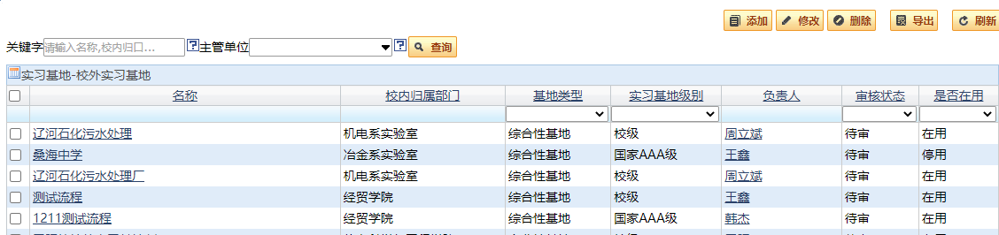 添加 修改 删除 导出 刷新
关键字 请输入名称,校内归口... ? 主管单位 ? 查询
实习基地-校外实习基地
名称 校内归属部门 基地类型 实习基地级别 负责人 审核状态 是否在用
辽河石化污水处理 机电系实验室 综合性基地 校级 周立斌 待审 在用
桑海中学 冶金系实验室 综合性基地 国家AAA级 王鑫 待审 停用
辽河石化污水处理厂 机电系实验室 综合性基地 校级 周立斌 待审 在用
测试流程 经贸学院 综合性基地 校级 王鑫 待审 在用
1211测试流程 经贸学院 综合性基地 国家AAA级 韩杰 待审 在用